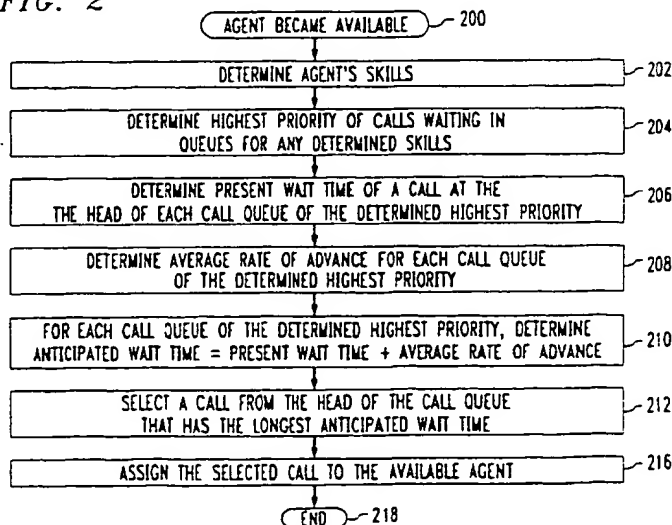 FIG. 2
AGENT BECAME AVAILABLE
200
DETERMINE AGENT'S SKILLS
202
DETERMINE HIGHEST PRIORITY OF CALLS WAITING IN
QUEUES FOR ANY DETERMINED SKILLS
204
DETERMINE PRESENT WAIT TIME OF A CALL AT THE
THE HEAD OF EACH CALL QUEUE OF THE DETERMINED HIGHEST PRIORITY
206
DETERMINE AVERAGE RATE OF ADVANCE FOR EACH CALL QUEUE
OF THE DETERMINED HIGHEST PRIORITY
208
FOR EACH CALL QUEUE OF THE DETERMINED HIGHEST PRIORITY, DETERMINE
ANTICIPATED WAIT TIME = PRESENT WAIT TIME + AVERAGE RATE OF ADVANCE
210
SELECT A CALL FROM THE HEAD OF THE CALL QUEUE
THAT HAS THE LONGEST ANTICIPATED WAIT TIME
212
ASSIGN THE SELECTED CALL TO THE AVAILABLE AGENT
216
END
218